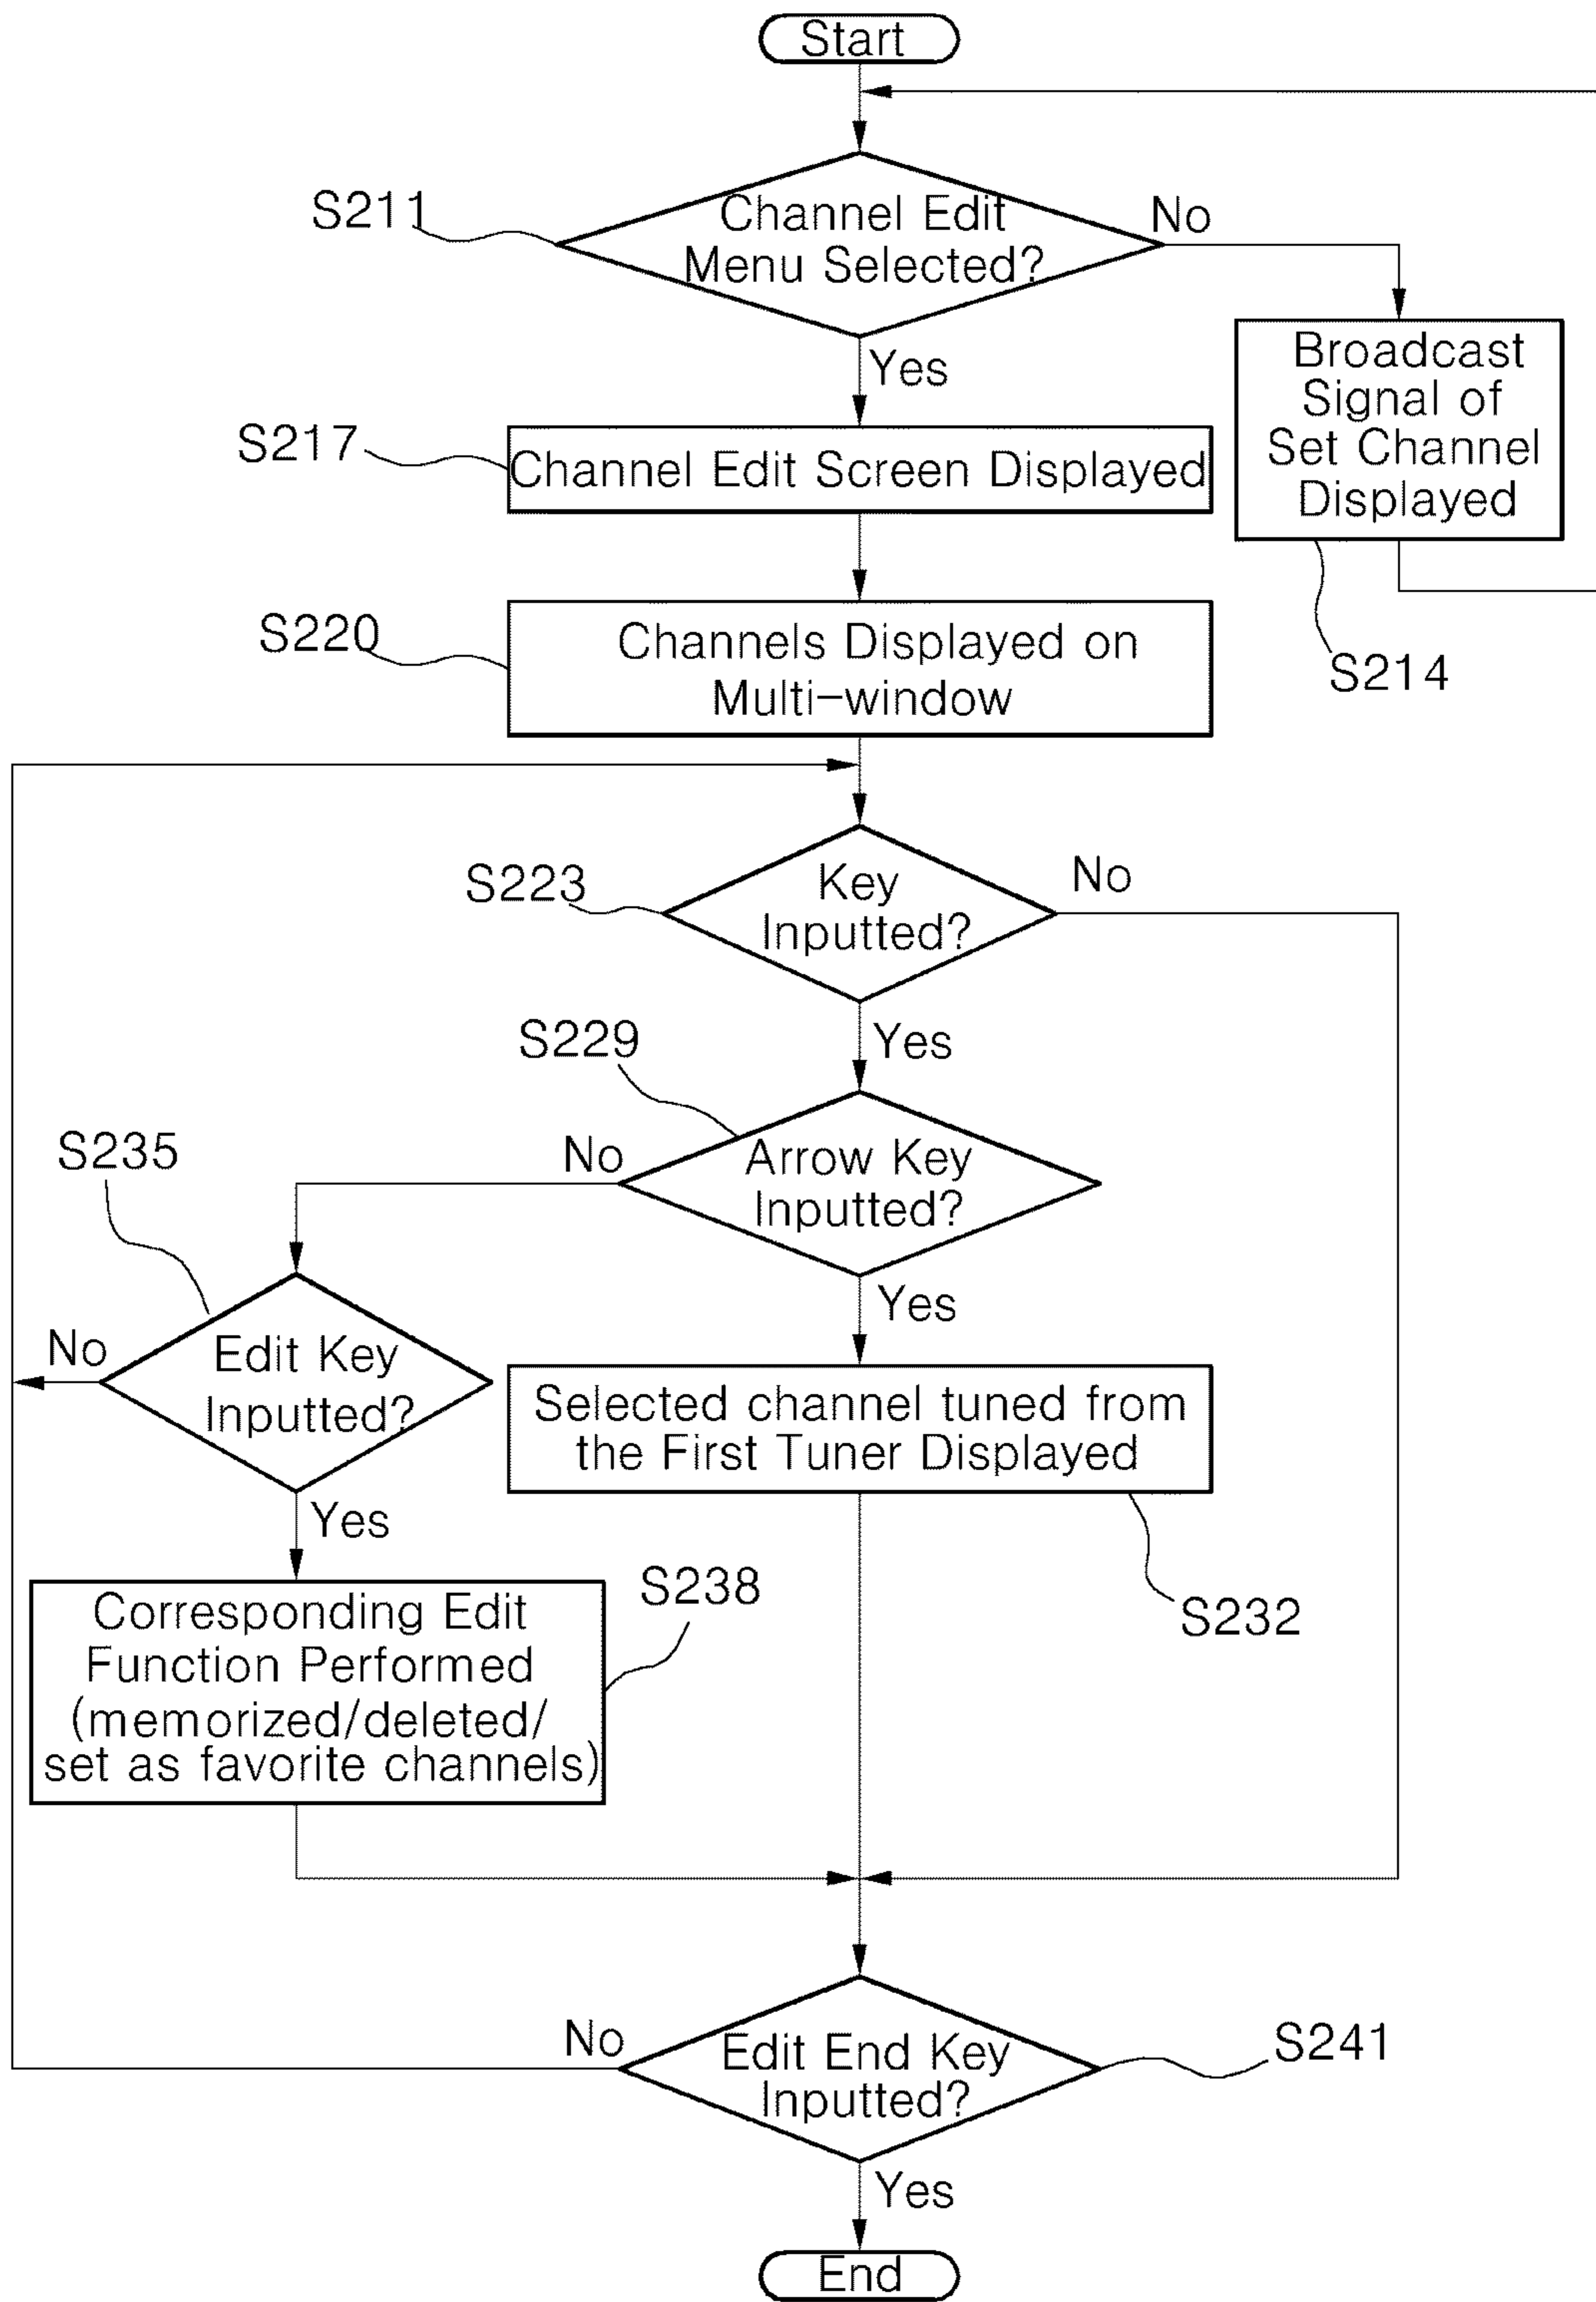 Start
S211
Channel Edit
Menu Selected?
No
Yes
Broadcast
Signal of
Set Channel
Displayed
S214
S217
Channel Edit Screen Displayed
S220
Channels Displayed on
Multi-window
S223
Key
Inputted?
No
Yes
S229
Arrow Key
Inputted?
No
Yes
S235
Edit Key
Inputted?
No
Yes
Selected channel tuned from
the First Tuner Displayed
S232
Corresponding Edit
Function Performed
(memorized/deleted/
set as favorite channels)
S238
Edit End Key
Inputted?
No
S241
Yes
End